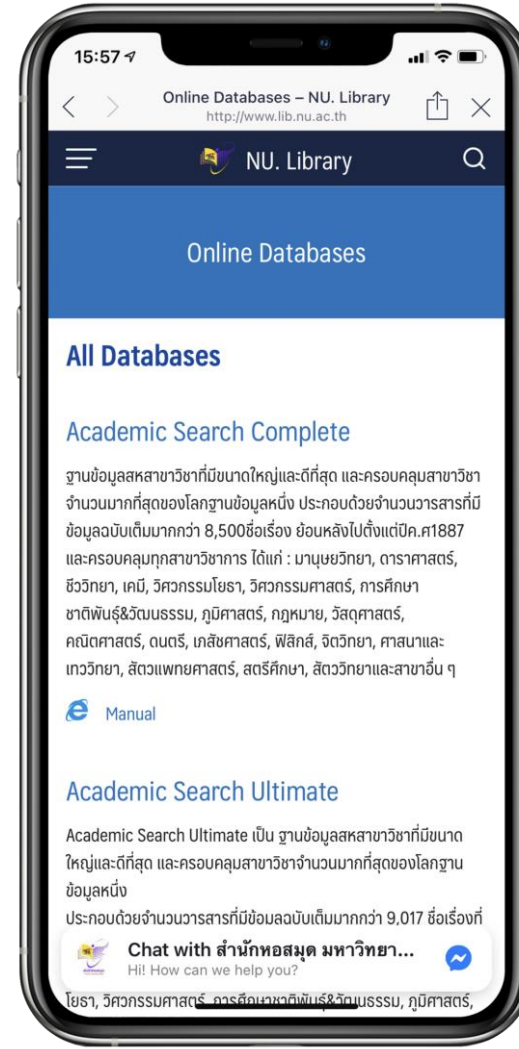 15:57
Online Databases – NU. Library
http://www.lib.nu.ac.th
NU. Library
Online Databases
All Databases
Academic Search Complete
ฐานข้อมูลสหสาขาวิชาที่มีขนาดใหญ่และดีที่สุด และครอบคลุมสาขาวิชา
จำนวนมากที่สุดของโลกฐานข้อมูลหนึ่ง ประกอบด้วยจำนวนวารสารที่มี
ข้อมูลฉบับเต็มมากกว่า 8,500ชื่อเรื่อง ย้อนหลังไปตั้งแต่ปีค.ศ1887
และครอบคลุมทุกสาขาวิชาการ ได้แก่ : มานุษยวิทยา, ดาราศาสตร์,
ชีววิทยา, เคมี, วิศวกรรมโยธา, วิศวกรรมศาสตร์, การศึกษา
ชาติพันธุ์&วัฒนธรรม, ภูมิศาสตร์, กฎหมาย, วัสดุศาสตร์,
คณิตศาสตร์, ดนตรี, เภสัชศาสตร์, ฟิสิกส์, จิตวิทยา, ศาสนาและ
เทววิทยา, สัตวแพทยศาสตร์, สตรีศึกษา, สัตววิทยาและสาขาอื่น ๆ
Manual
Academic Search Ultimate
Academic Search Ultimate เป็น ฐานข้อมูลสหสาขาวิชาที่มีขนาด
ใหญ่และดีที่สุด และครอบคลุมสาขาวิชาจำนวนมากที่สุดของโลกฐาน
ข้อมูลหนึ่ง
ประกอบด้วยจำนวนวารสารที่มีข้อมูลฉบับเต็มมากกว่า 9,017 ชื่อเรื่องที่
Chat with สำนักหอสมุด มหาวิทยา...
Hi! How can we help you?
โยธา, วิศวกรรมศาสตร์, การศึกษาชาติพันธุ์&วัฒนธรรม, ภูมิศาสตร์,